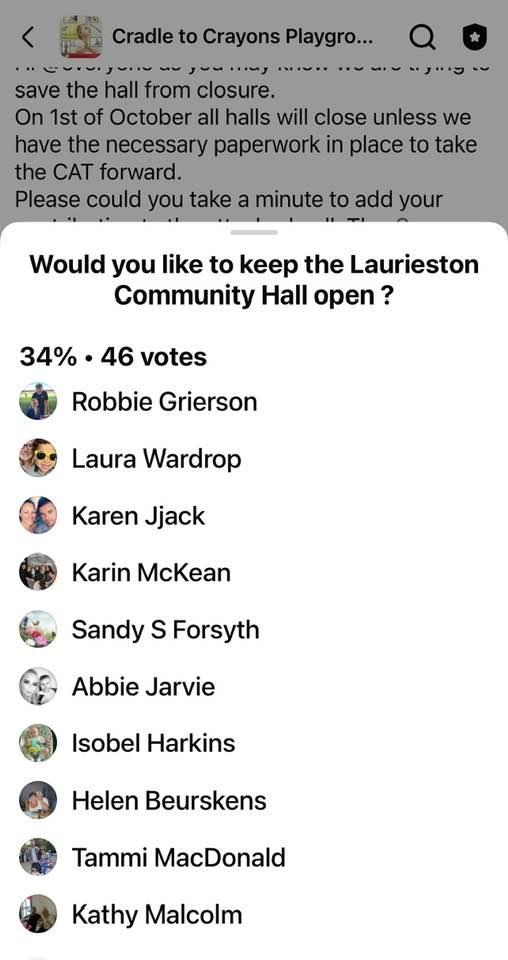 Cradle to Crayons Playgro...
save the hall from closure.
On 1st of October all halls will close unless we
have the necessary paperwork in place to take
the CAT forward.
Please could you take a minute to add your
Would you like to keep the Laurieston
Community Hall open ?
34% • 46 votes
Robbie Grierson
Laura Wardrop
Karen Jjack
Karin McKean
Sandy S Forsyth
Abbie Jarvie
Isobel Harkins
Helen Beurskens
Tammi MacDonald
Kathy Malcolm